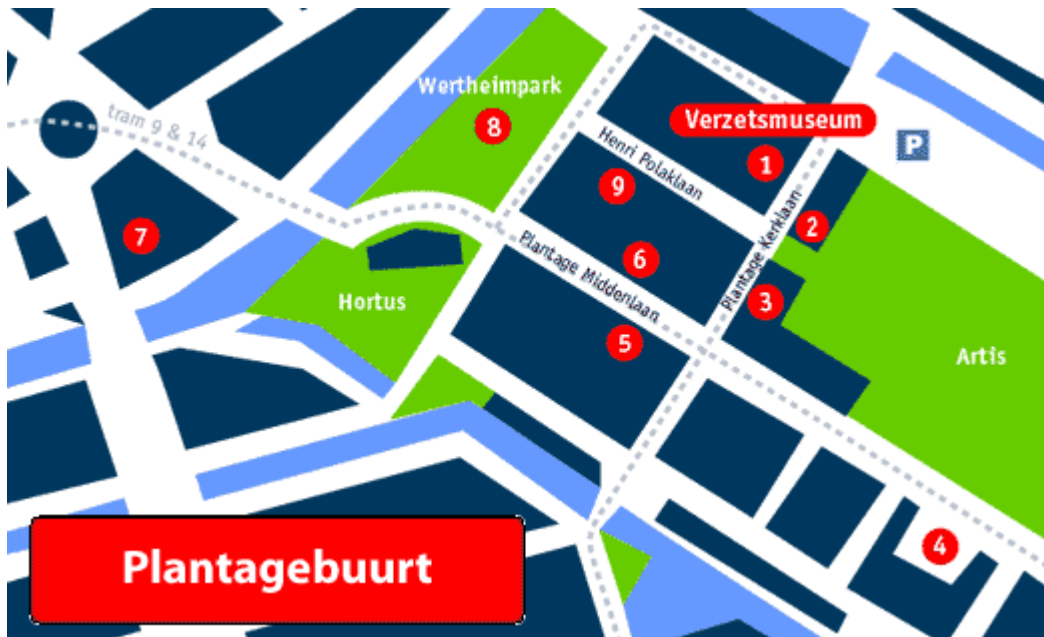 Wertheimpark
8
tram 9 & 14
Verzetsmuseum
P
1
Henri Polaklaan
9
2
7
Plantage Kerklaan
6
Plantage Middenlaan
Hortus
3
5
Artis
4
Plantagebuurt